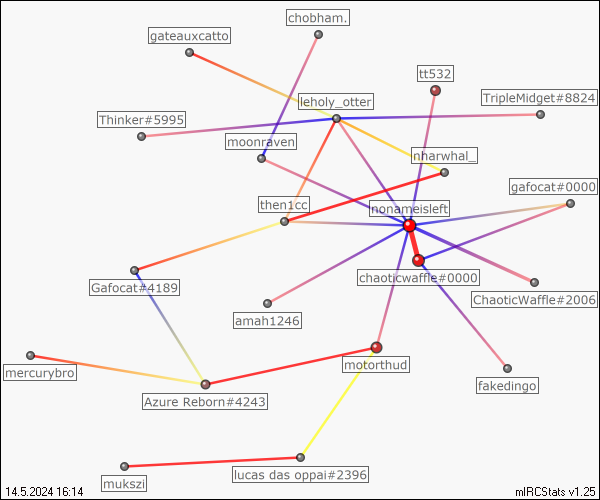 chobham.
gateauxcatto
tt532
leholy_otter
TripleMidget#8824
Thinker#5995
moonraven
nharwhal_
gafocat#0000
then1cc
nonameisleft
chaoticwaffle#0000
Gafocat#4189
ChaoticWaffle#2006
amah1246
motorthud
mercurybro
fakedingo
Azure Reborn#4243
lucas das oppai#2396
mukszi
14.5.2024 16:14
mIRCStats v1.25